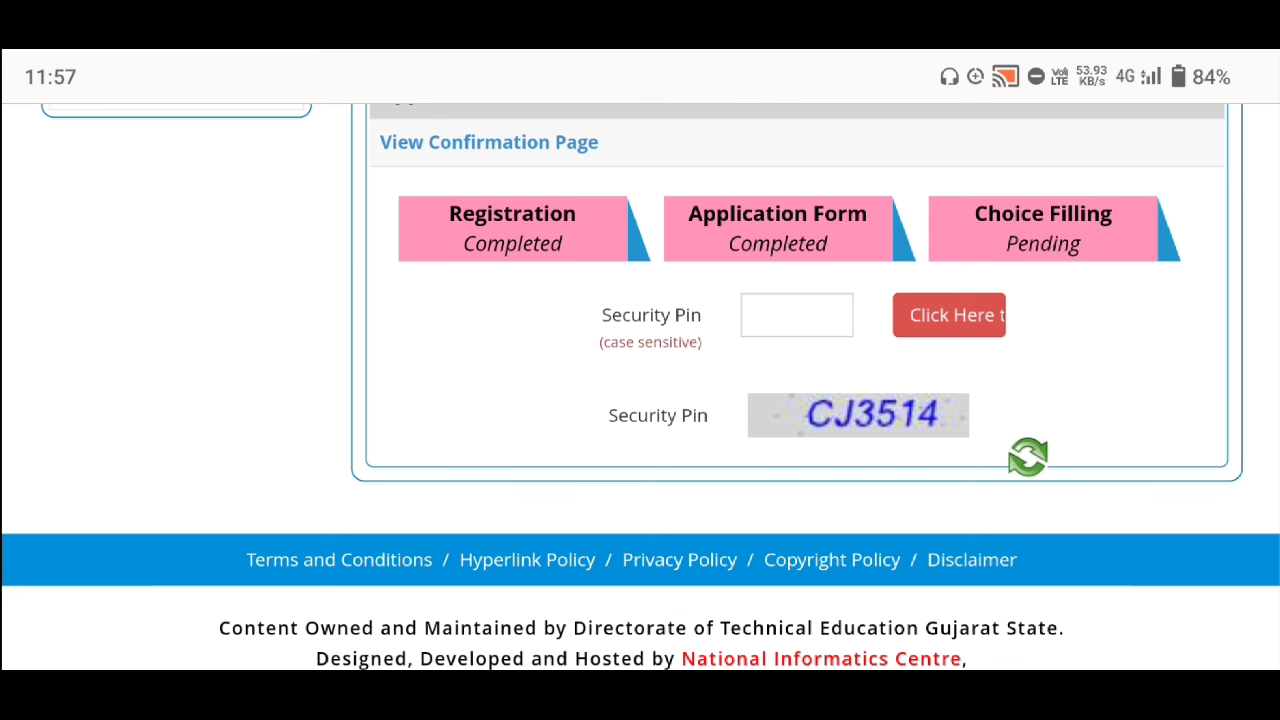 11:57
Vo) LTE 53.93 KB/s 4G 84%
View Confirmation Page
Registration Application Form Choice Filling
Completed Completed Pending
Security Pin Click Here t
(case sensitive)
Security Pin CJ3514
Terms and Conditions / Hyperlink Policy / Privacy Policy / Copyright Policy / Disclaimer
Content Owned and Maintained by Directorate of Technical Education Gujarat State.
Designed, Developed and Hosted by National Informatics Centre,